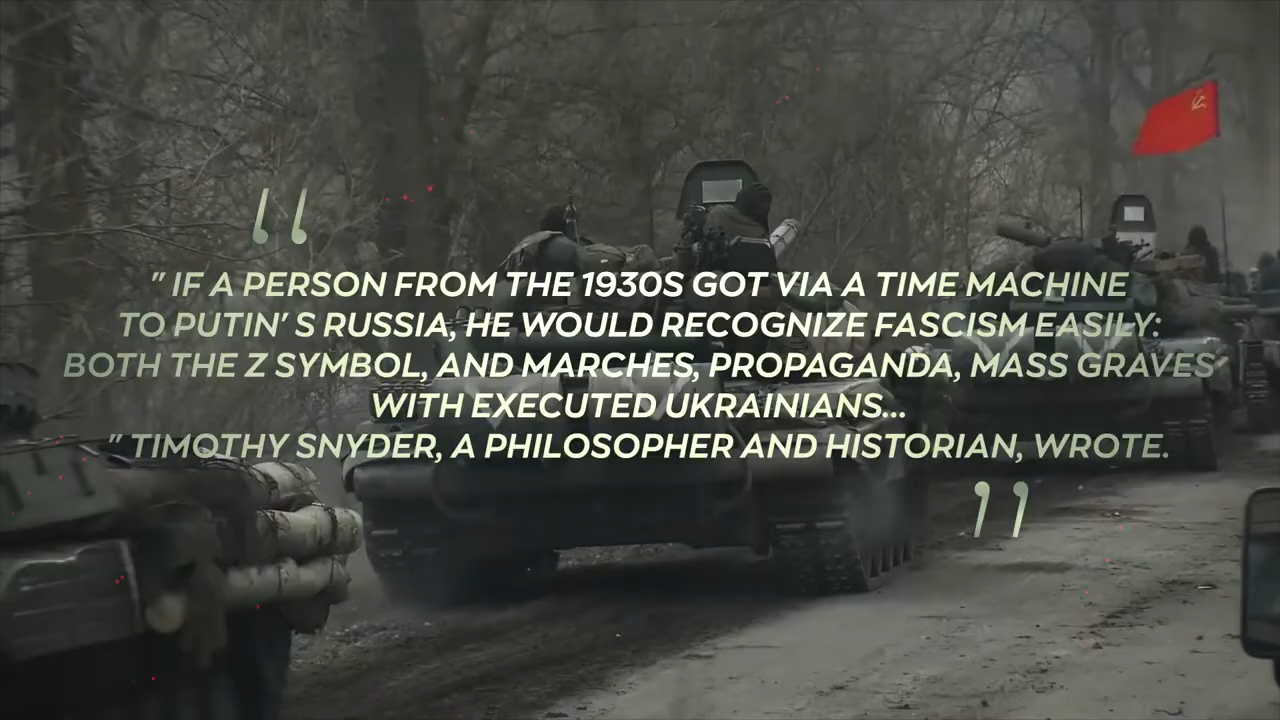 " IF A PERSON FROM THE 1930S GOT VIA A TIME MACHINE
TO PUTIN' S RUSSIA, HE WOULD RECOGNIZE FASCISM EASILY:
BOTH THE Z SYMBOL, AND MARCHES, PROPAGANDA, MASS GRAVES
WITH EXECUTED UKRAINIANS...
" TIMOTHY SNYDER, A PHILOSOPHER AND HISTORIAN, WROTE.